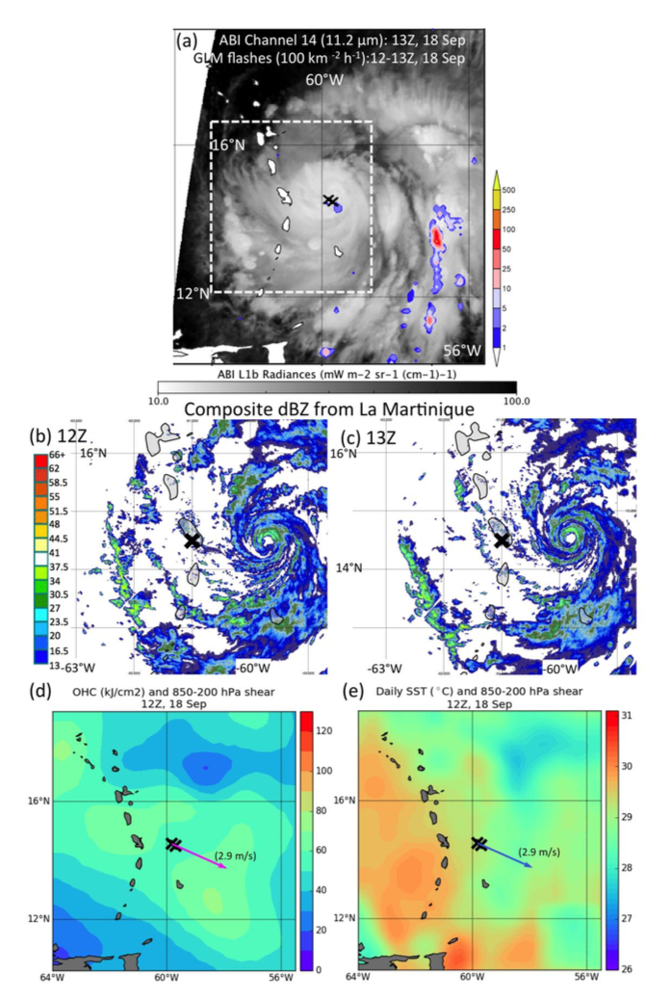 (a) ABI Channel 14 (11.2 μm): 13Z, 18 Sep
GLM flashes (100 km ⁻² h⁻¹):12-13Z, 18 Sep
60°W
16°N
12°N
56°W
500
250
100
50
25
10
5
2
1
ABI L1b Radiances (mW m-2 sr-1 (cm-1)-1)
10.0 100.0
Composite dBZ from La Martinique
(b) 12Z
16°N
66+
62
58.5
55
51.5
48
44.5
41
37.5
34
30.5
27
23.5
20
16.5
13
-63°W
-60°W
(c) 13Z
16°N
14°N
-63°W
-60°W
(d) OHC (kJ/cm2) and 850-200 hPa shear
12Z, 18 Sep
16°N
12°N
(2.9 m/s)
64°W 60°W 56°W
120
100
80
60
40
20
0
(e) Daily SST (°C) and 850-200 hPa shear
12Z, 18 Sep
16°N
12°N
(2.9 m/s)
64°W 60°W 56°W
31
30
29
28
27
26